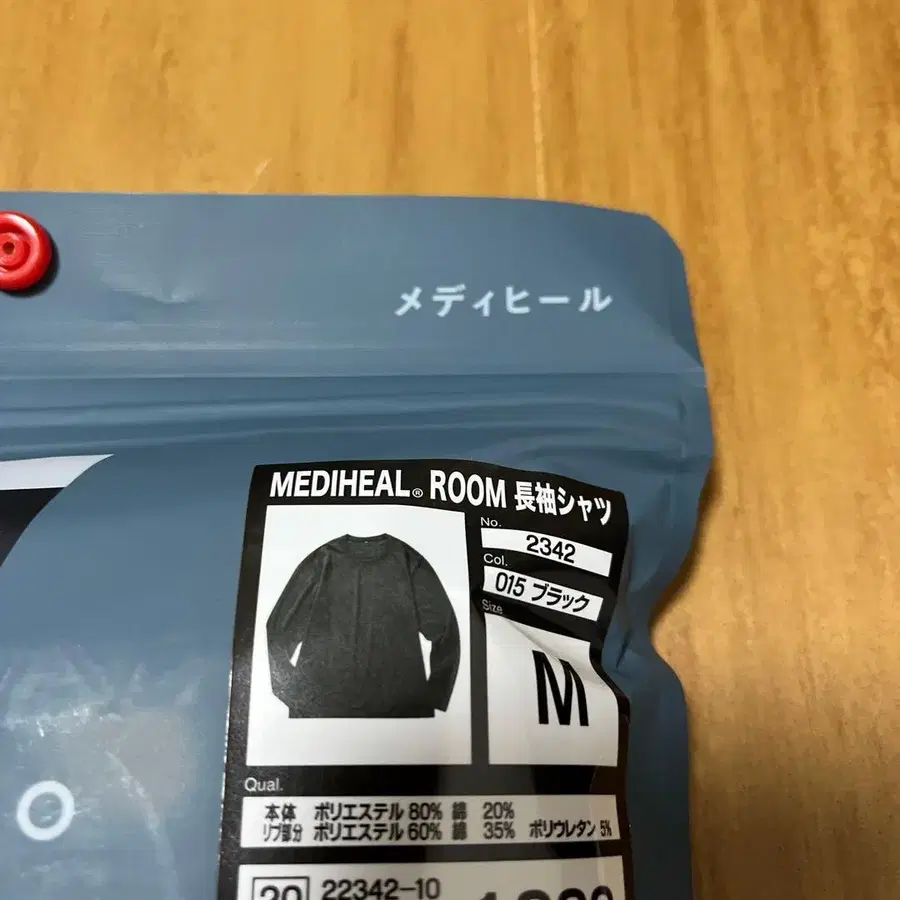 メディヒール
MEDIHEAL® ROOM 長袖シャツ
No.
2342
Col.
015 ブラック
Size
M
Qual.
本体 ポリエステル 80% 綿 20%
リブ部分 ポリエステル 60% 綿 35% ポリウレタン 5%
20 22342-10